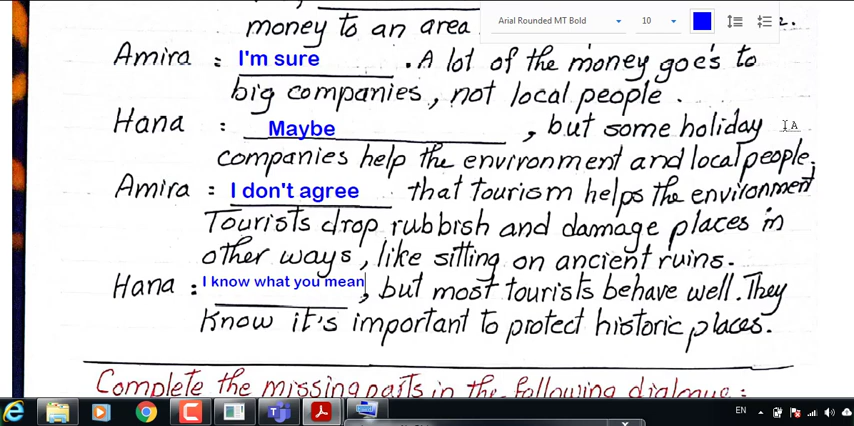 Arial Rounded MT Bold 10
money to an area
Amira : I'm sure . A lot of the money goes to
big companies, not local people .
Hana : Maybe , but some holiday
companies help the environment and local people.
Amira : I don't agree that tourism helps the environment
Tourists drop rubbish and damage places in
other ways, like sitting on ancient ruins.
Hana : I know what you mean, but most tourists behave well. They
know it's important to protect historic places.
Complete the missing parts in the following dialogue:
EN